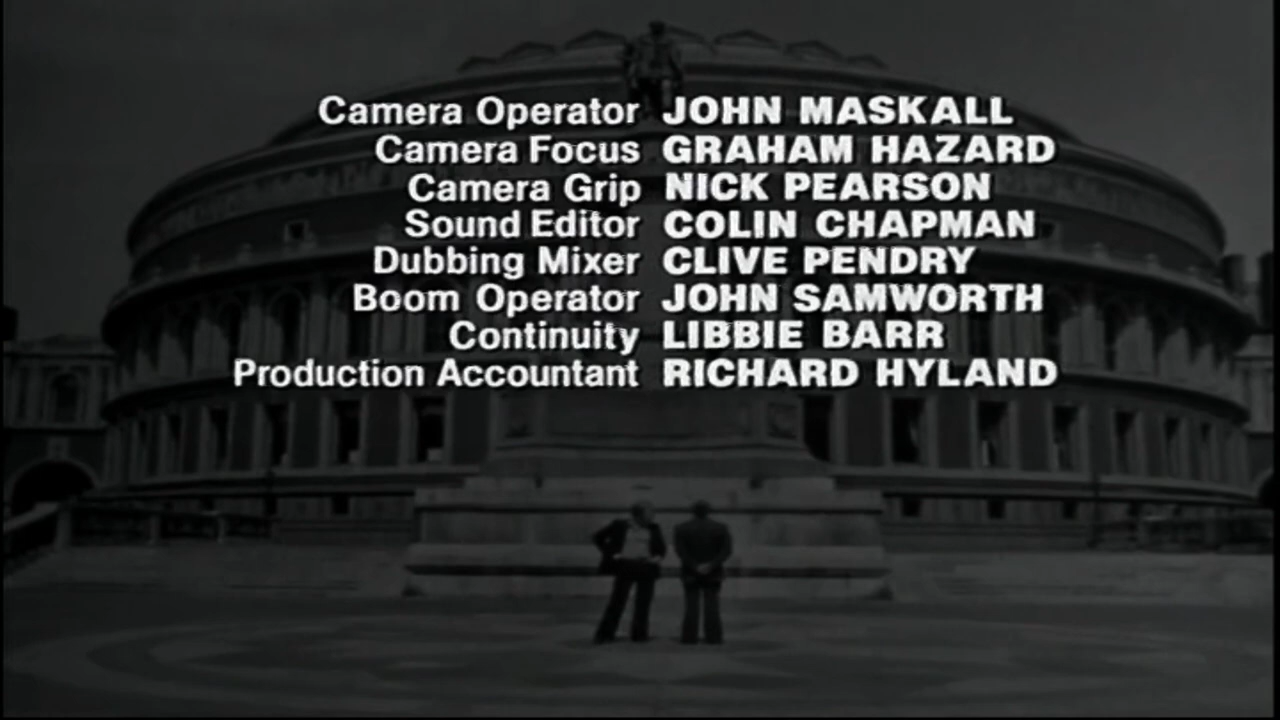 Camera Operator JOHN MASKALL
Camera Focus GRAHAM HAZARD
Camera Grip NICK PEARSON
Sound Editor COLIN CHAPMAN
Dubbing Mixer CLIVE PENDRY
Boom Operator JOHN SAMWORTH
Continuity LIBBIE BARR
Production Accountant RICHARD HYLAND